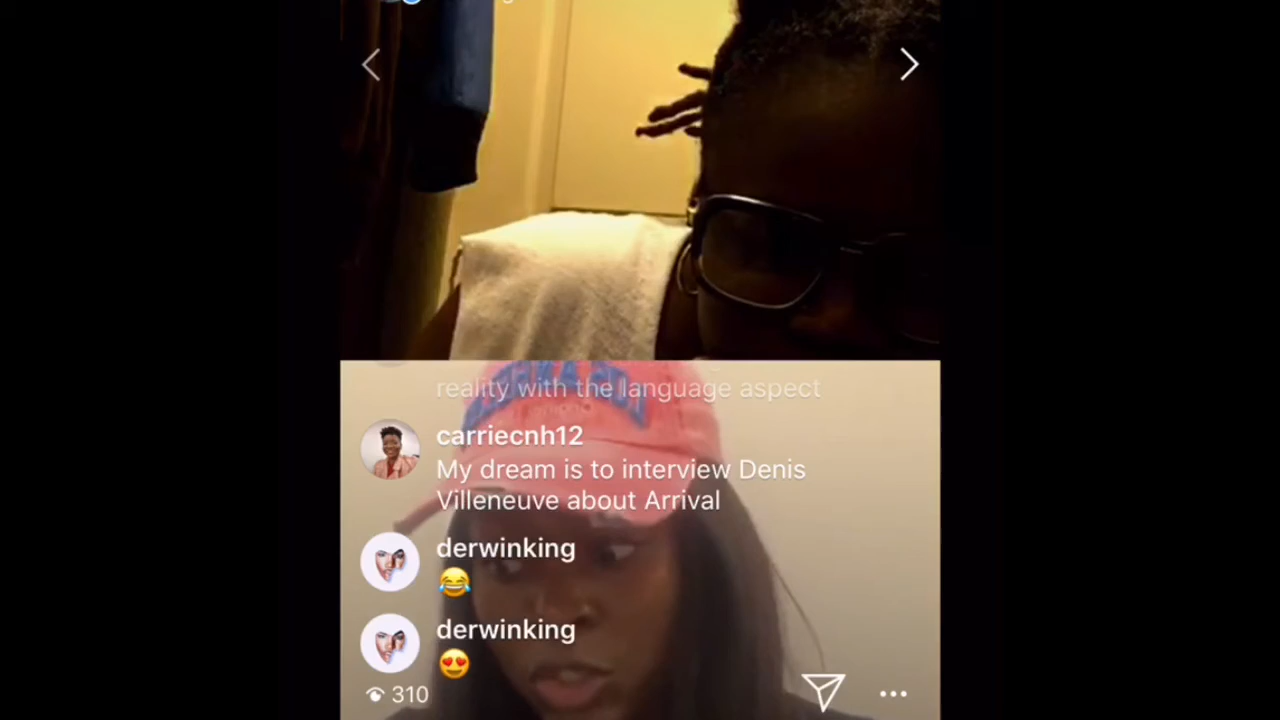 reality with the language aspect
carriecnh12
My dream is to interview Denis
Villeneuve about Arrival
derwinking
😂
derwinking
😍
310